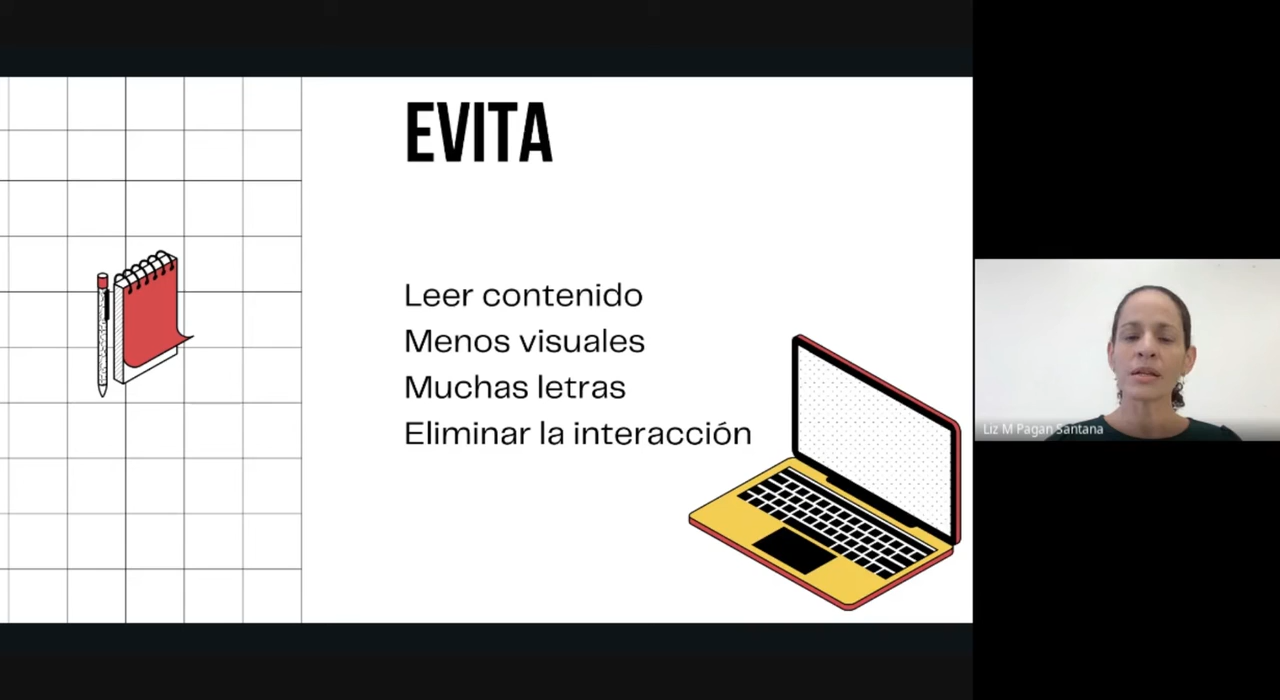 EVITA
Leer contenido
Menos visuales
Muchas letras
Eliminar la interacción
Liz M Pagan Santana